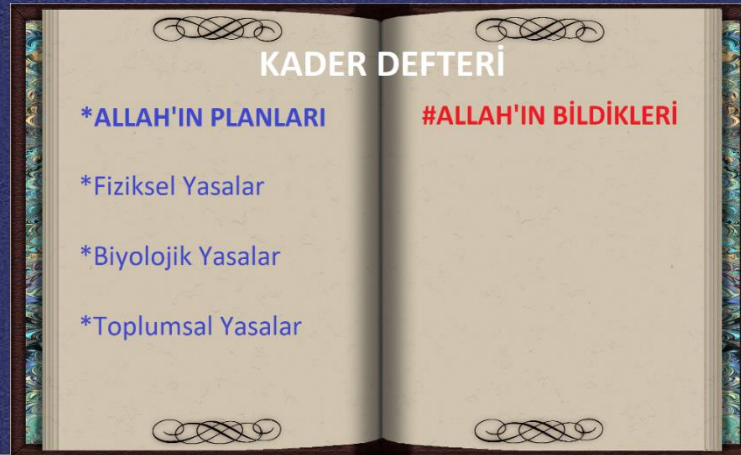 KADER DEFTERİ
*ALLAH'IN PLANLARI
*Fiziksel Yasalar
*Biyolojik Yasalar
*Toplumsal Yasalar
#ALLAH'IN BİLDİKLERİ